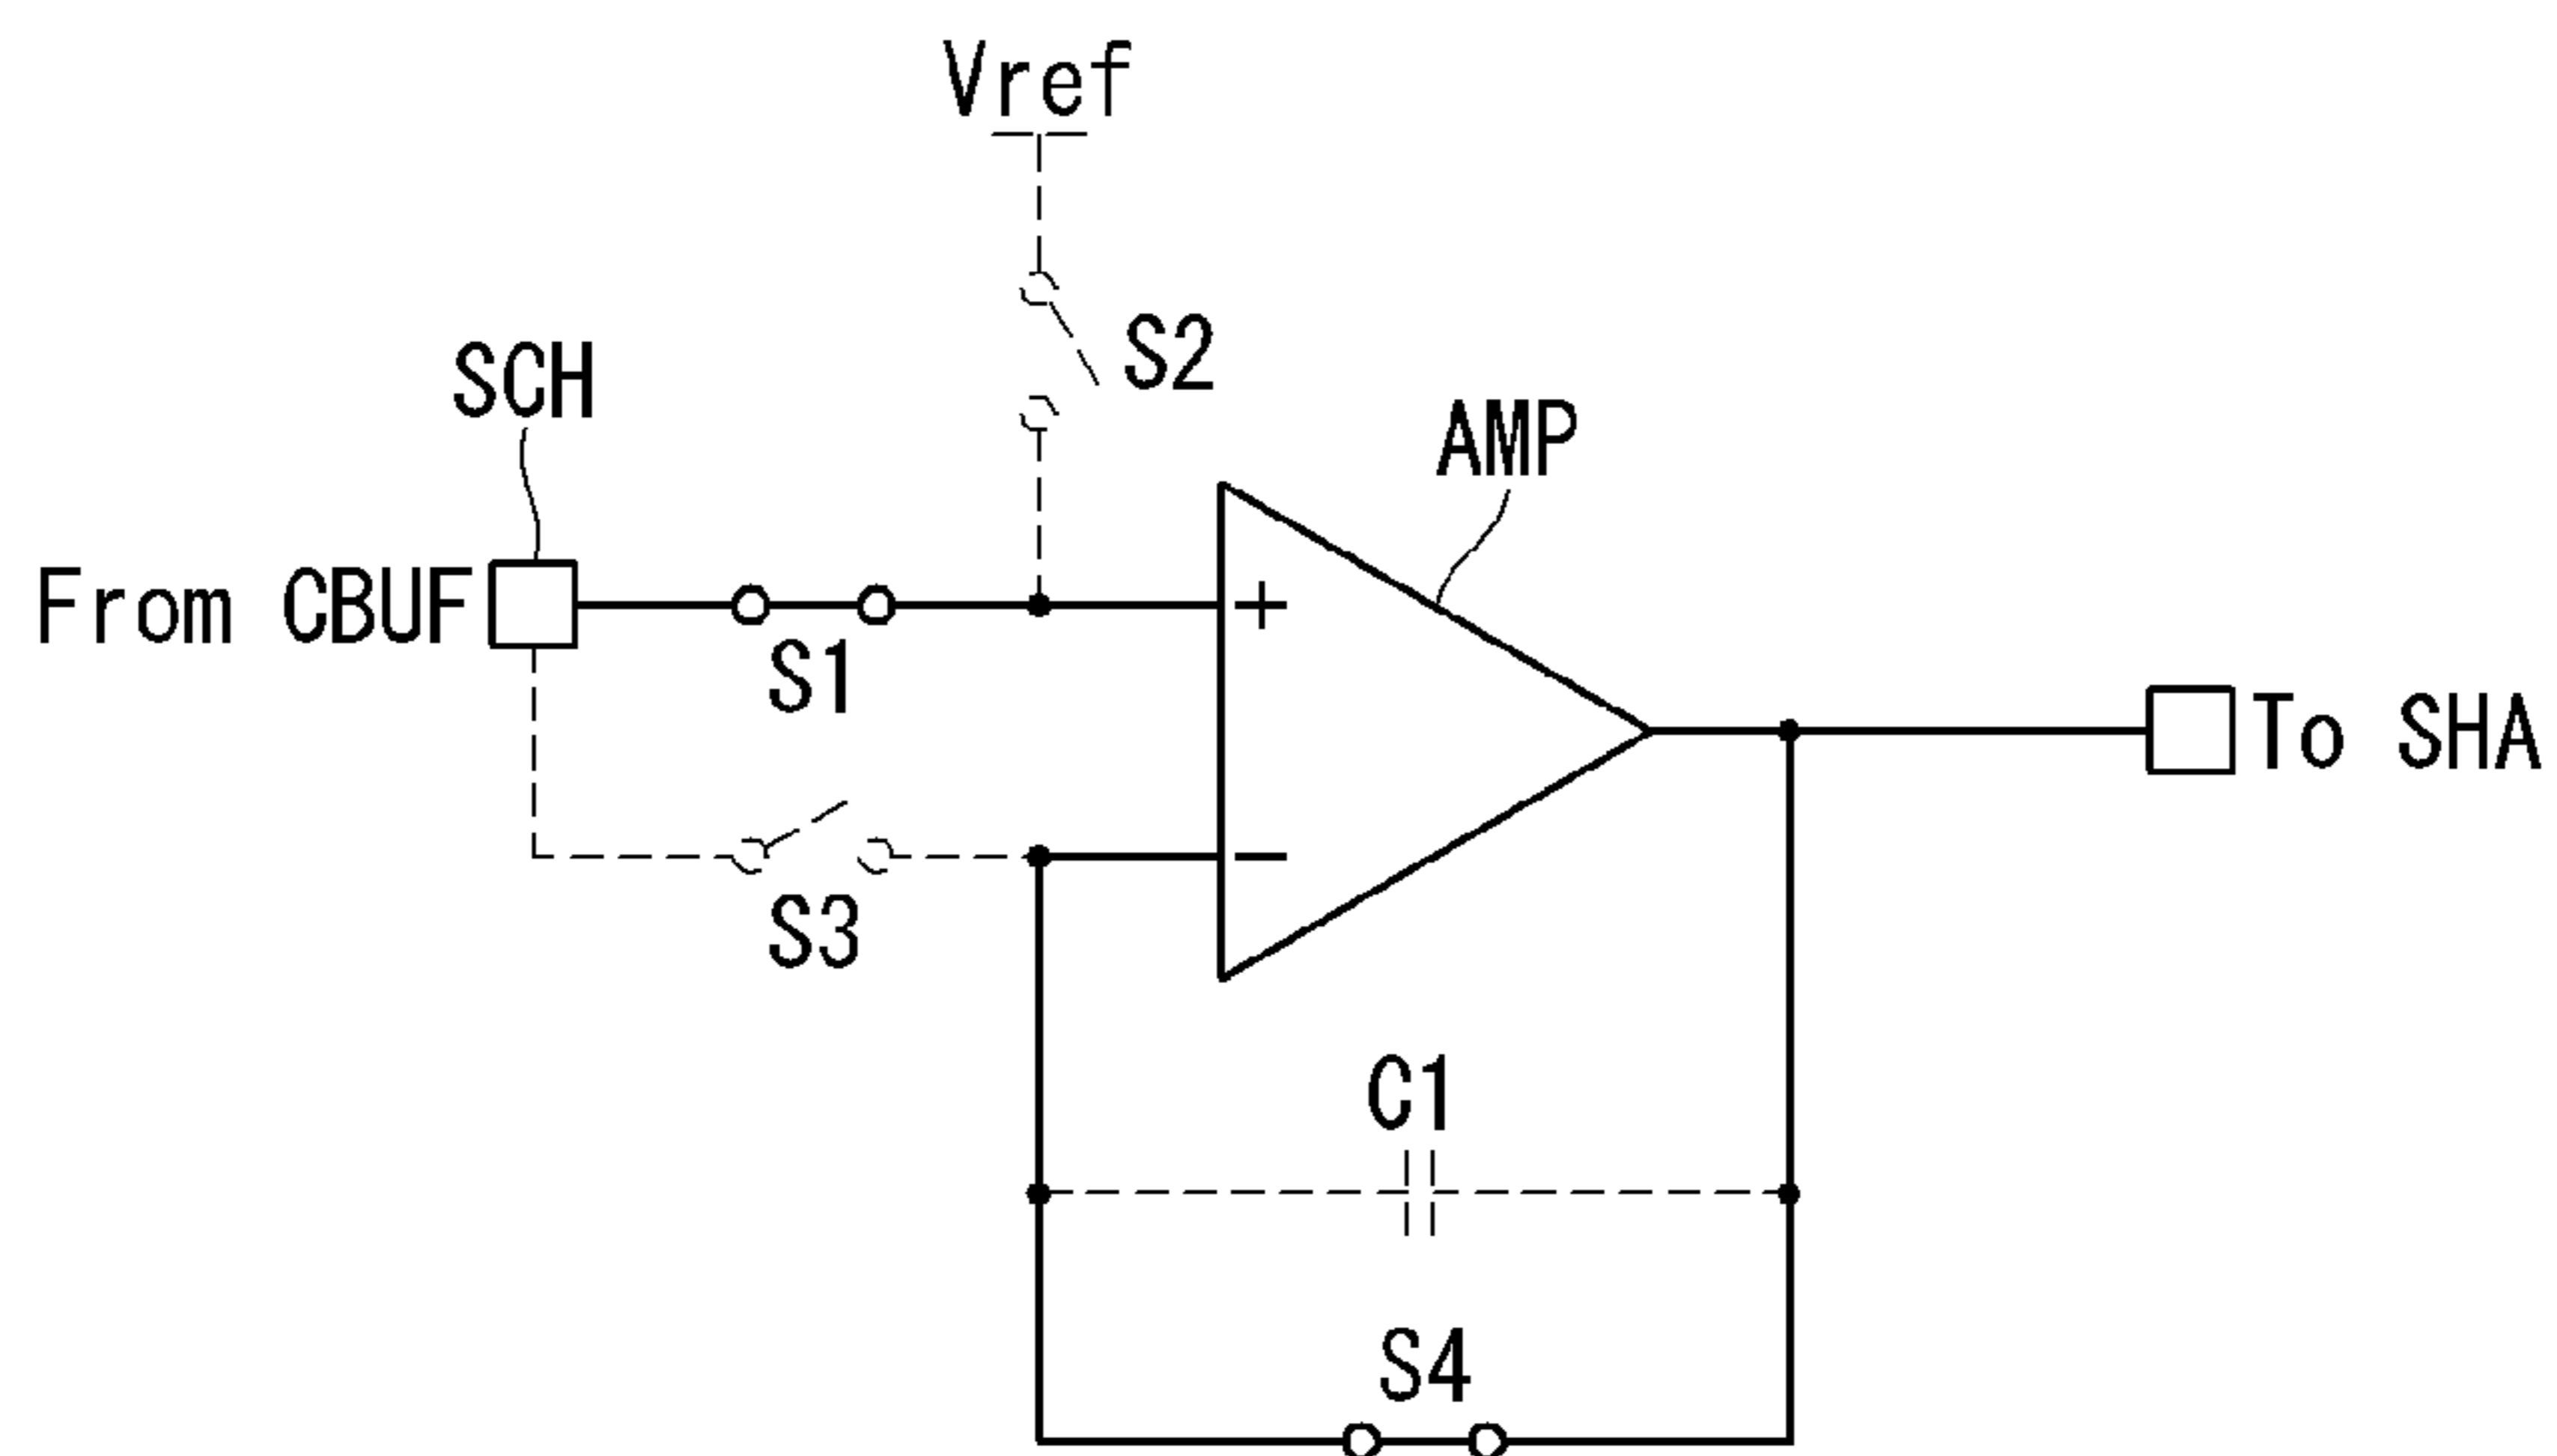 Vref
S2
SCH
AMP
From CBUF
+
S1
To SHA
−
S3
C1
S4